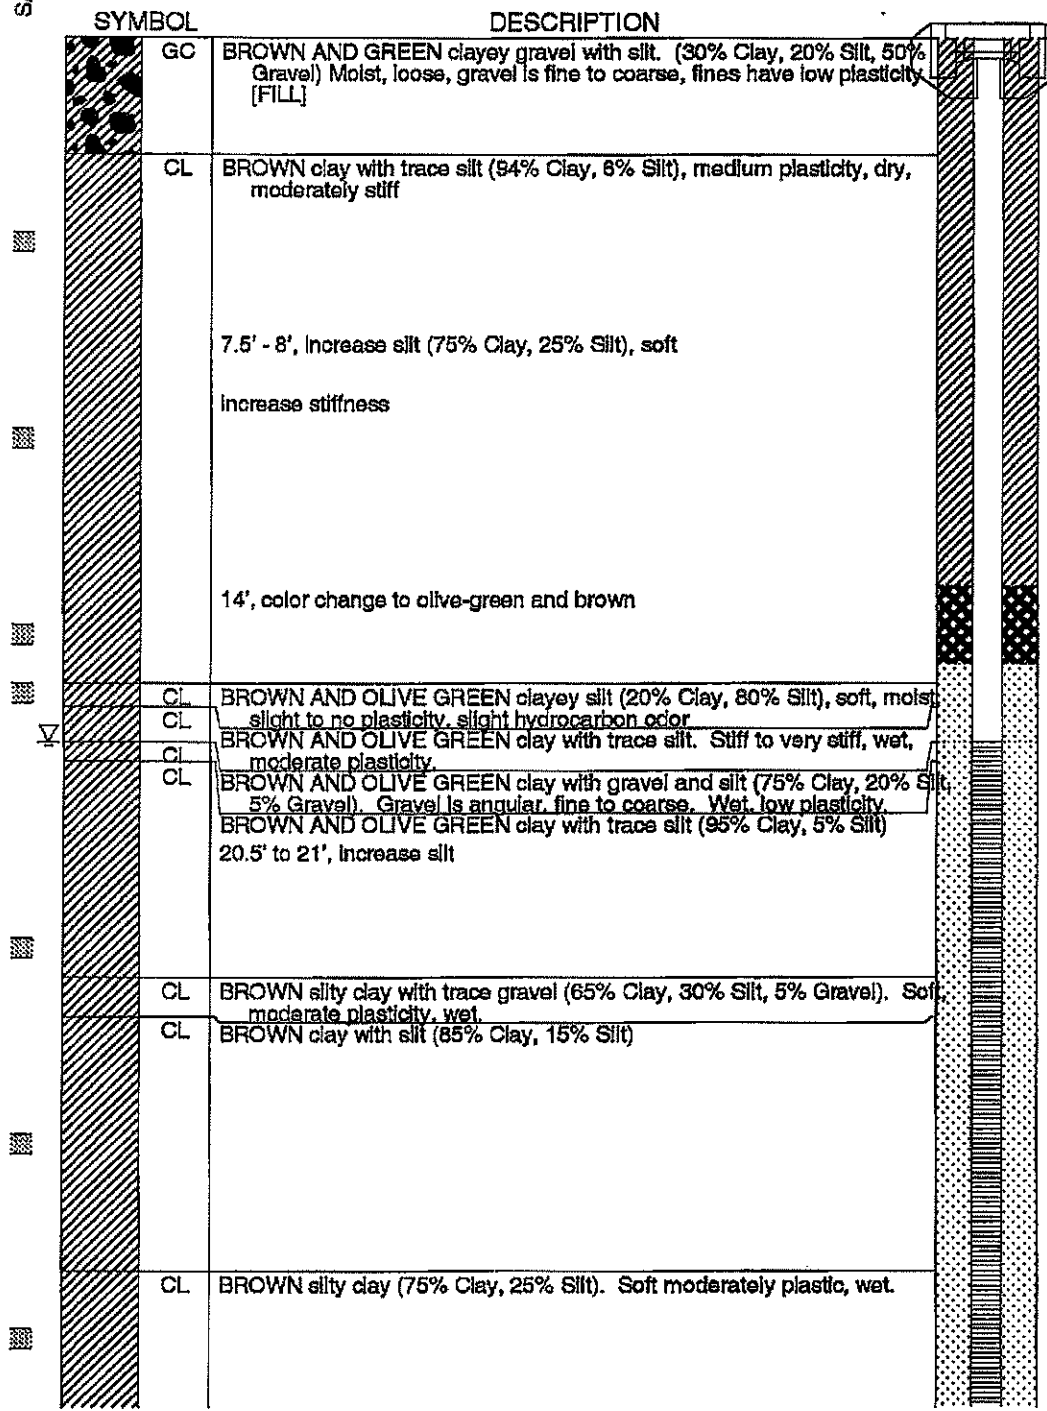 SYMBOL DESCRIPTION
GC BROWN AND GREEN clayey gravel with silt. (30% Clay, 20% Silt, 50%
Gravel) Moist, loose, gravel is fine to coarse, fines have low plasticity
[FILL]
CL BROWN clay with trace silt (94% Clay, 6% Silt), medium plasticity, dry,
moderately stiff
7.5' - 8', increase silt (75% Clay, 25% Silt), soft
increase stiffness
14', color change to olive-green and brown
CL BROWN AND OLIVE GREEN clayey silt (20% Clay, 80% Silt), soft, moist,
slight to no plasticity, slight hydrocarbon odor
CL BROWN AND OLIVE GREEN clay with trace silt. Stiff to very stiff, wet,
moderate plasticity.
CL BROWN AND OLIVE GREEN clay with gravel and silt (75% Clay, 20% Silt,
5% Gravel). Gravel is angular, fine to coarse. Wet, low plasticity.
CL BROWN AND OLIVE GREEN clay with trace silt (95% Clay, 5% Silt)
20.5' to 21', increase silt
CL BROWN silty clay with trace gravel (65% Clay, 30% Silt, 5% Gravel). Soft,
moderate plasticity, wet.
CL BROWN clay with silt (85% Clay, 15% Silt)
CL BROWN silty clay (75% Clay, 25% Silt). Soft moderately plastic, wet.